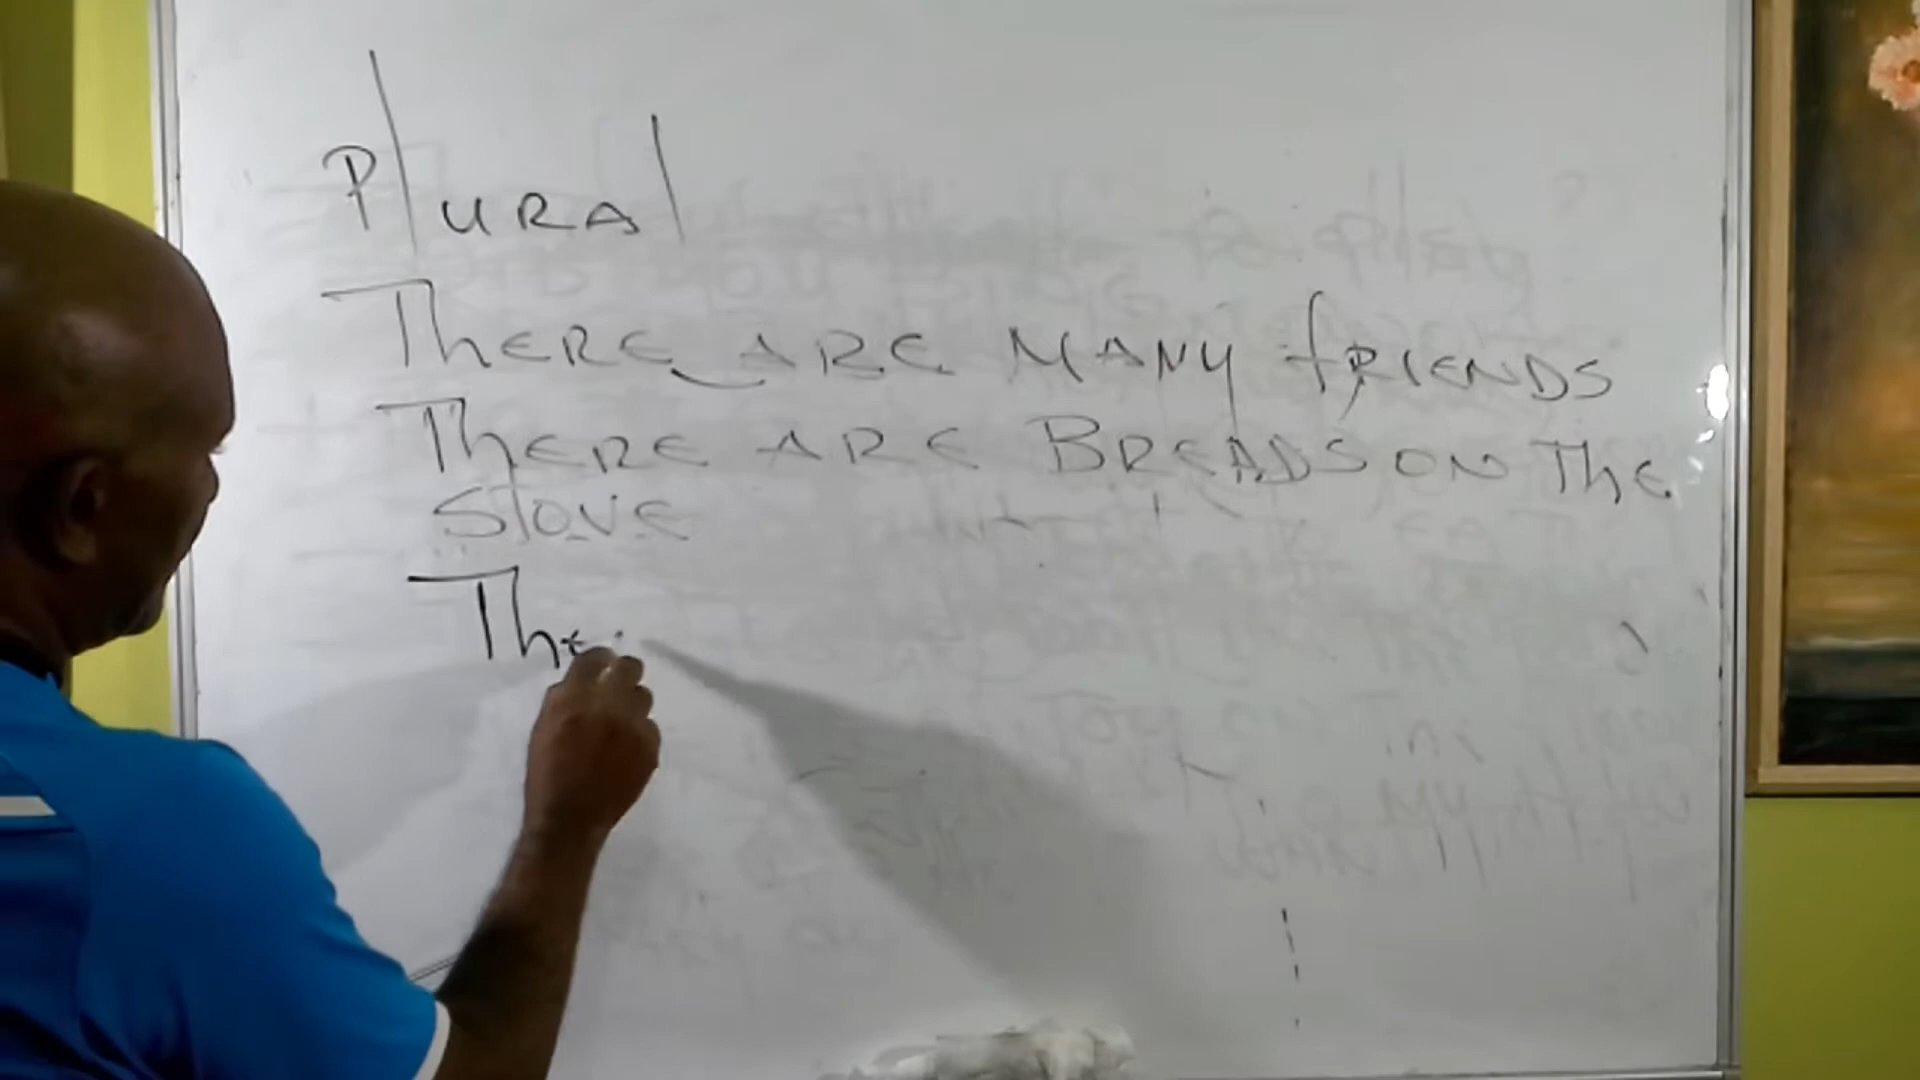 Plural
There are many friends
There are Breads on the
Stove
The